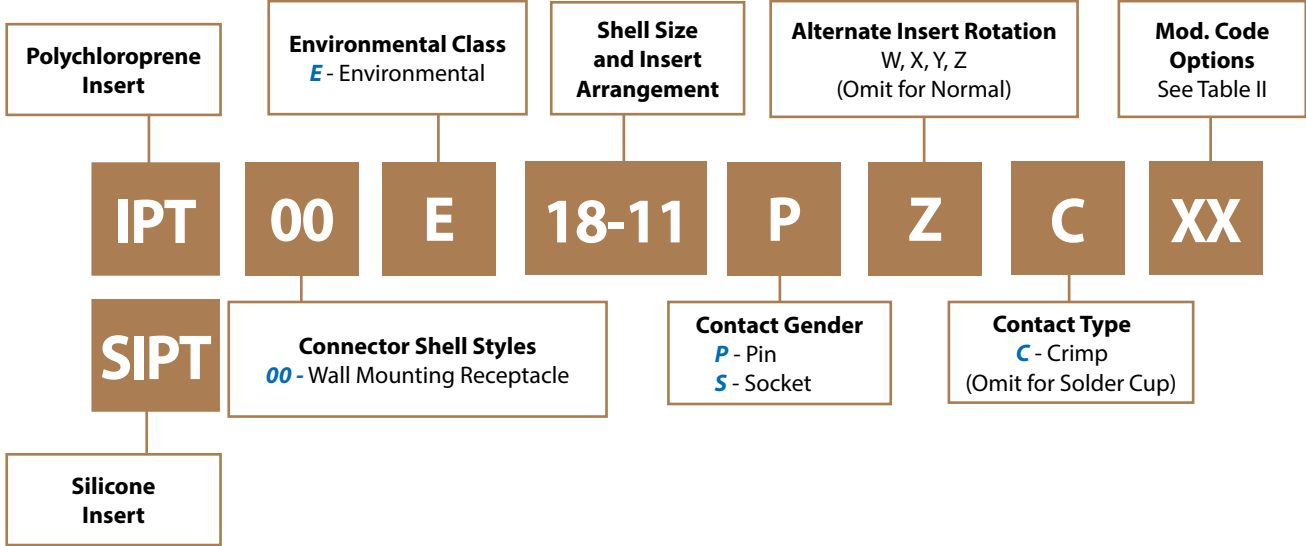 Polychloroprene
Insert
Environmental Class
E - Environmental
Shell Size
and Insert
Arrangement
Alternate Insert Rotation
W, X, Y, Z
(Omit for Normal)
Mod. Code
Options
See Table II
IPT 00 E 18-11 P Z C XX
SIPT
Connector Shell Styles
00 - Wall Mounting Receptacle
Contact Gender
P - Pin
S - Socket
Contact Type
C - Crimp
(Omit for Solder Cup)
Silicone
Insert